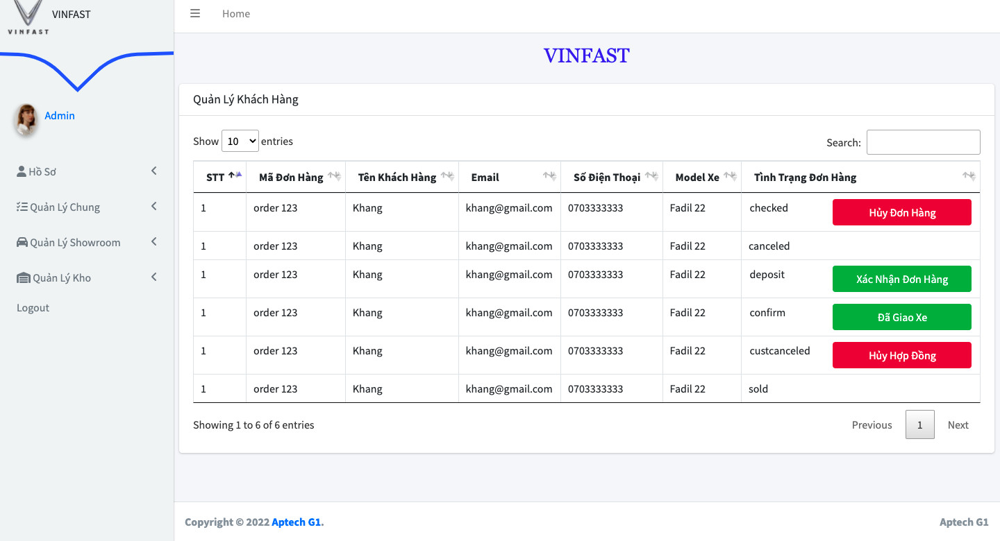 VINFAST
VINFAST
Home
VINFAST
Admin
Hồ Sơ
Quản Lý Chung
Quản Lý Showroom
Quản Lý Kho
Logout
Quản Lý Khách Hàng
Show 10 entries
Search:
STT Mã Đơn Hàng Tên Khách Hàng Email Số Điện Thoại Model Xe Tình Trạng Đơn Hàng
1 order 123 Khang khang@gmail.com 0703333333 Fadil 22 checked Hủy Đơn Hàng
1 order 123 Khang khang@gmail.com 0703333333 Fadil 22 canceled
1 order 123 Khang khang@gmail.com 0703333333 Fadil 22 deposit Xác Nhận Đơn Hàng
1 order 123 Khang khang@gmail.com 0703333333 Fadil 22 confirm Đã Giao Xe
1 order 123 Khang khang@gmail.com 0703333333 Fadil 22 custcanceled Hủy Hợp Đồng
1 order 123 Khang khang@gmail.com 0703333333 Fadil 22 sold
Showing 1 to 6 of 6 entries
Previous 1 Next
Copyright © 2022 Aptech G1.
Aptech G1